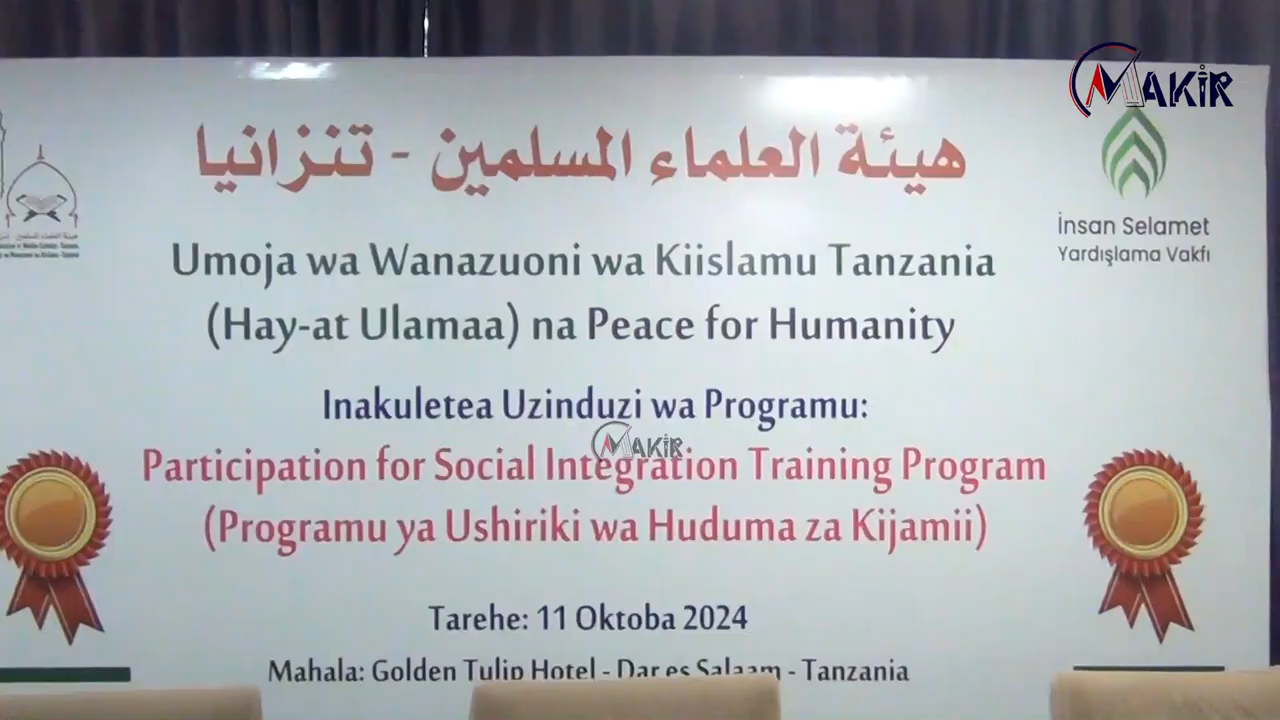 MAKİR
هيئة العلماء المسلمين - تنزانيا
İnsan Selamet
Yardışlama Vakfı
Umoja wa Wanazuoni wa Kiislamu Tanzania
(Hay-at Ulamaa) na Peace for Humanity
Inakuletea Uzinduzi wa Programu:
MAKİR
Participation for Social Integration Training Program
(Programu ya Ushiriki wa Huduma za Kijamii)
Tarehe: 11 Oktoba 2024
Mahala: Golden Tulip Hotel - Dar es Salaam - Tanzania